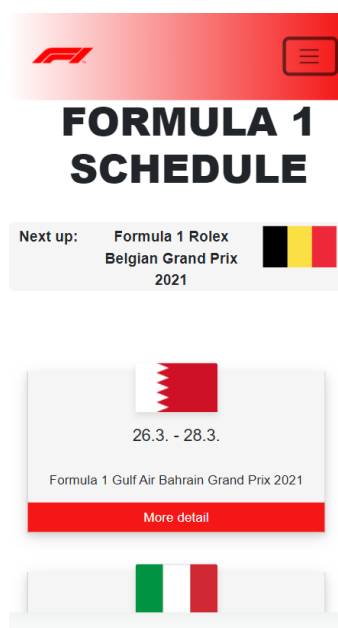 F1
FORMULA 1
SCHEDULE
Next up:
Formula 1 Rolex
Belgian Grand Prix
2021
26.3. - 28.3.
Formula 1 Gulf Air Bahrain Grand Prix 2021
More detail